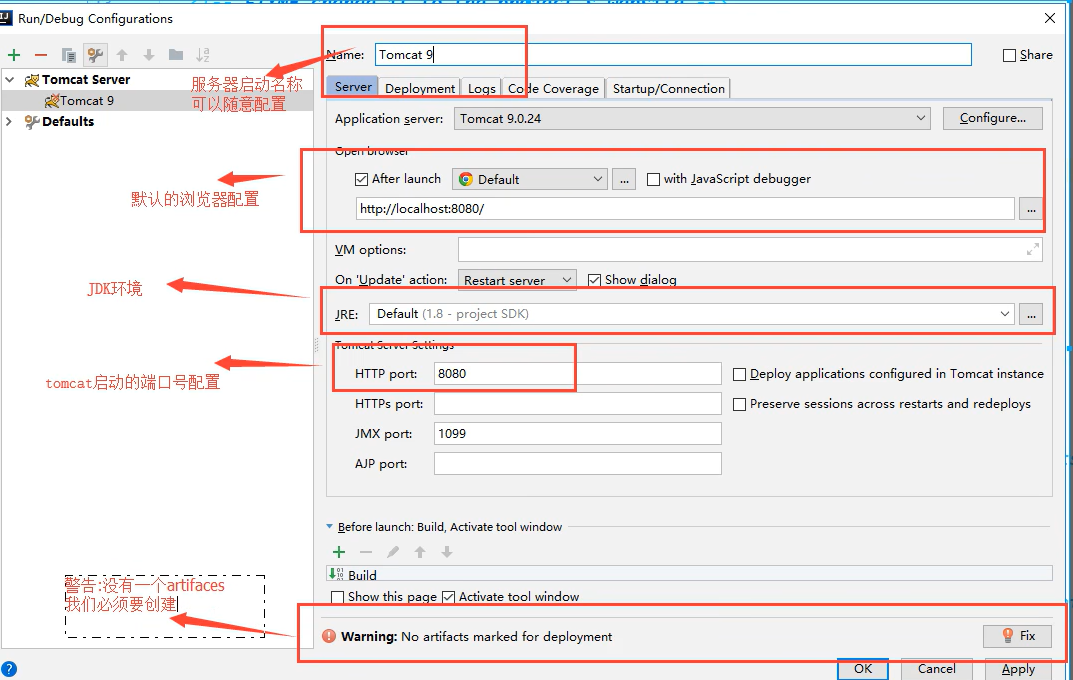 Run/Debug Configurations
Name: Tomcat 9
Share
Tomcat Server
Tomcat 9
Defaults
服务器启动名称
可以随意配置
Server Deployment Logs Code Coverage Startup/Connection
Application server: Tomcat 9.0.24 Configure...
Open browser
After launch Default ... with JavaScript debugger
默认的浏览器配置
http://localhost:8080/ ...
VM options:
On 'Update' action: Restart server Show dialog
JDK环境
JRE: Default (1.8 - project SDK) ...
Tomcat Server Settings
HTTP port: 8080 Deploy applications configured in Tomcat instance
tomcat启动的端口号配置
HTTPs port: Preserve sessions across restarts and redeploys
JMX port: 1099
AJP port:
Before launch: Build, Activate tool window
Build
Show this page Activate tool window
警告:没有一个artifaces
我们必须要创建
Warning: No artifacts marked for deployment Fix
OK Cancel Apply